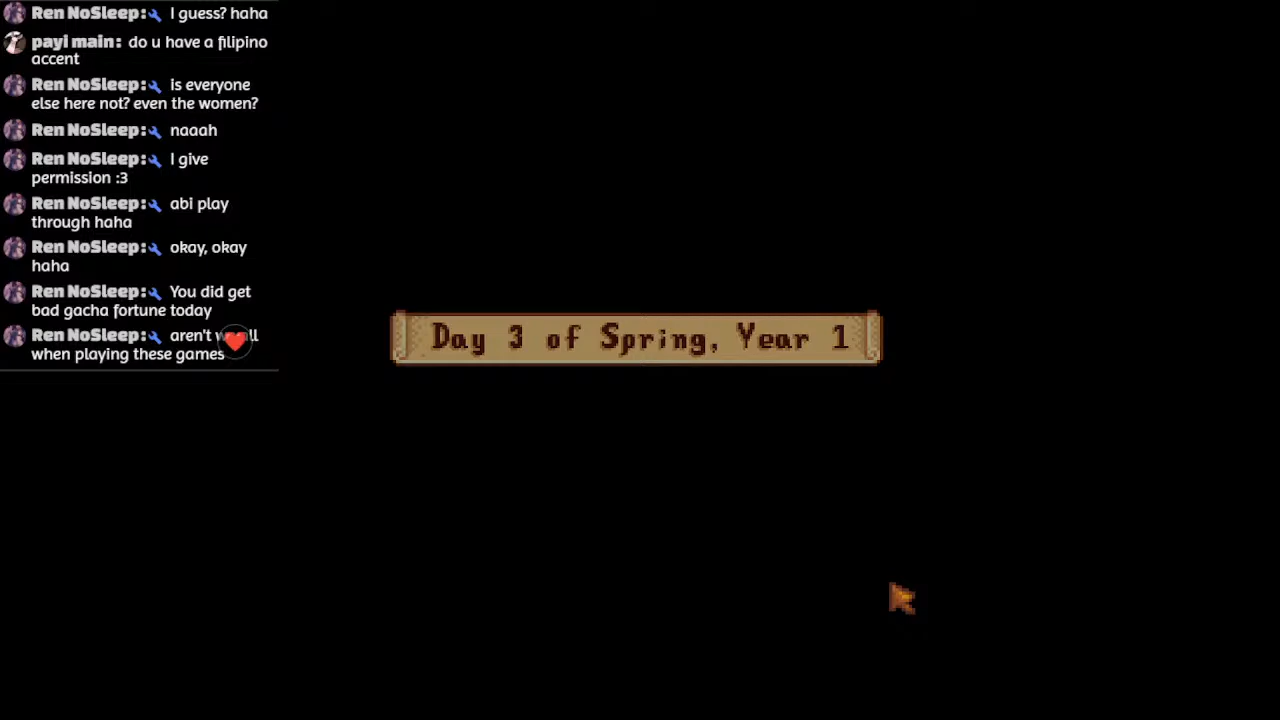 Ren NoSleep: I guess? haha
payi main: do u have a filipino
accent
Ren NoSleep: is everyone
else here not? even the women?
Ren NoSleep: naaah
Ren NoSleep: I give
permission :3
Ren NoSleep: abi play
through haha
Ren NoSleep: okay, okay
haha
Ren NoSleep: You did get
bad gacha fortune today
Ren NoSleep: aren't
when playing these games
Day 3 of Spring, Year 1